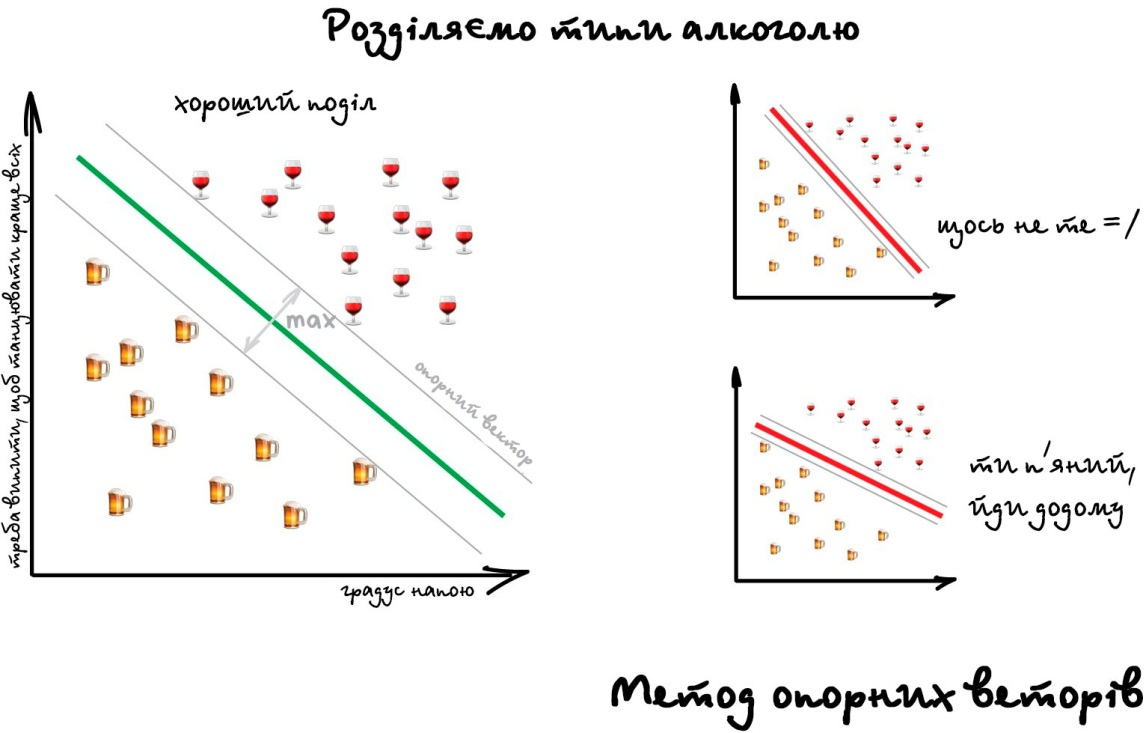 Розділяємо типи алкоголю
хороший поділ
треба випити, щоб танцювати краще всіх
max
опорний вектор
градус напою
щось не те =/
ти п'яний,
йди додому
Метод опорних веторів